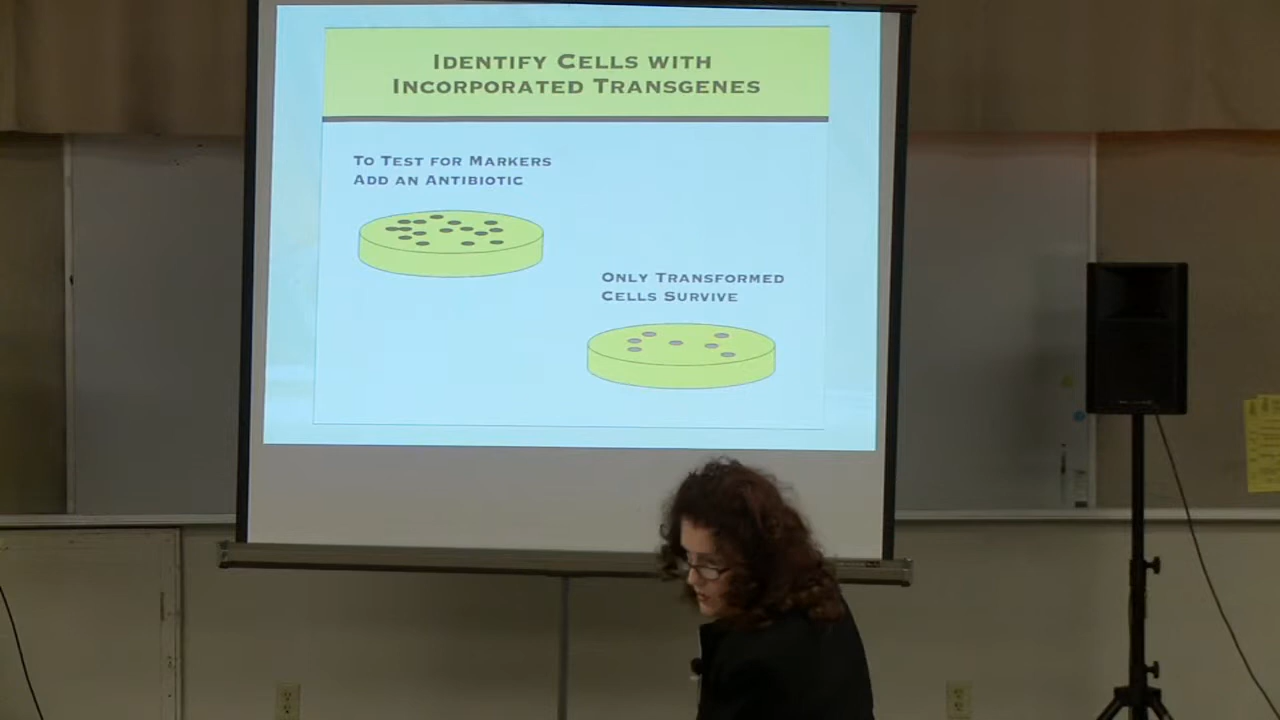 IDENTIFY CELLS WITH
INCORPORATED TRANSGENES
TO TEST FOR MARKERS
ADD AN ANTIBIOTIC
ONLY TRANSFORMED
CELLS SURVIVE